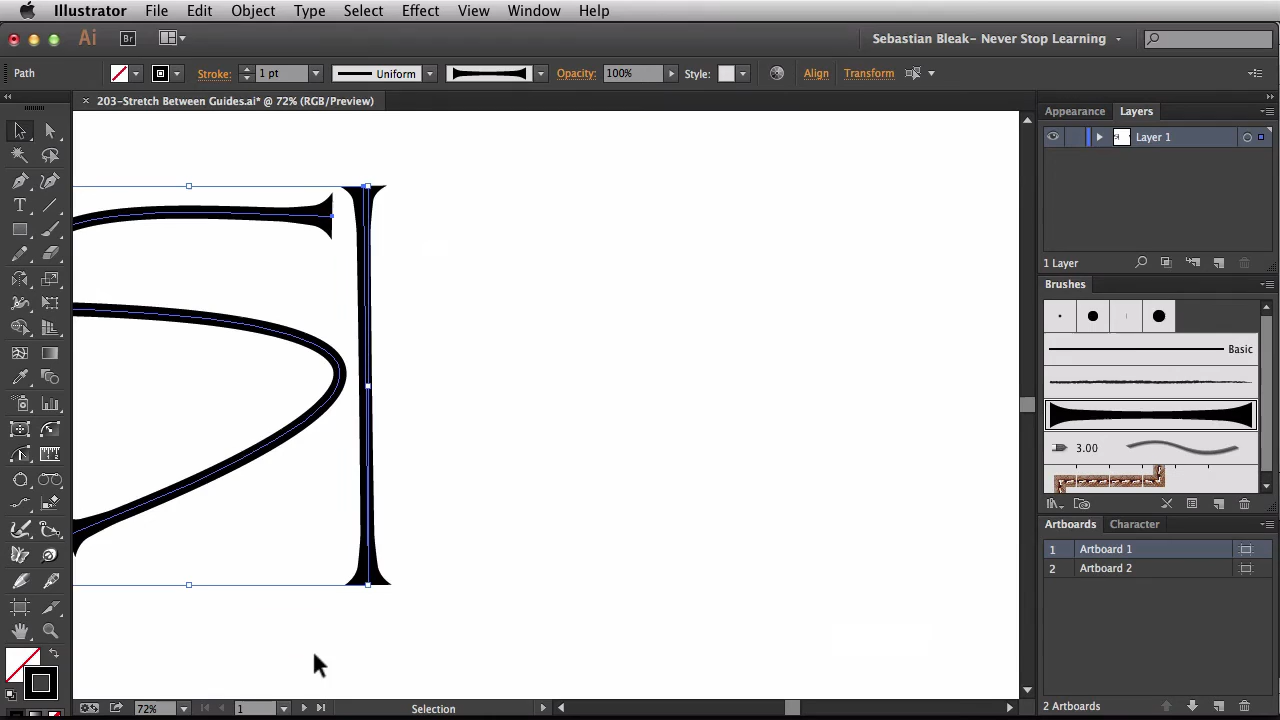 Illustrator File Edit Object Type Select Effect View Window Help
Ai Br Sebastian Bleak- Never Stop Learning
Path Stroke: 1 pt Uniform Opacity: 100% Style: Align Transform
203-Stretch Between Guides.ai* @ 72% (RGB/Preview)
Appearance Layers
Layer 1
1 Layer
Brushes
Basic
3.00
Artboards Character
1 Artboard 1
2 Artboard 2
2 Artboards
72% 1 Selection